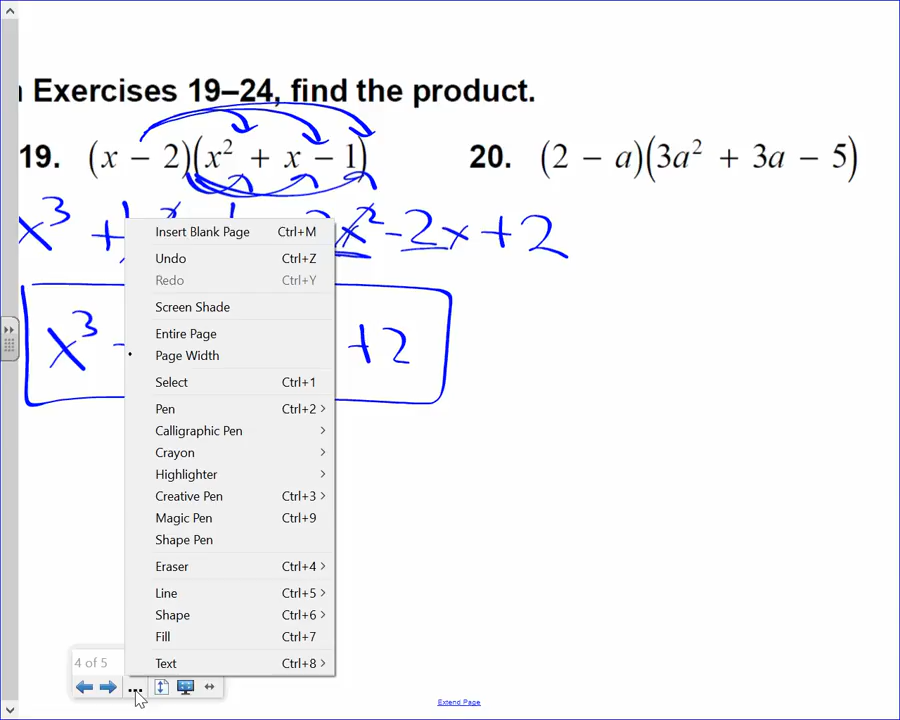 Exercises 19–24, find the product.
19. (x − 2)(x² + x − 1) 20. (2 − a)(3a² + 3a − 5)
x³ + x² - 2x + 2
x³ - + 2
Insert Blank Page Ctrl+M
Undo Ctrl+Z
Redo Ctrl+Y
Screen Shade
Entire Page
Page Width
Select Ctrl+1
Pen Ctrl+2
Calligraphic Pen
Crayon
Highlighter
Creative Pen Ctrl+3
Magic Pen Ctrl+9
Shape Pen
Eraser Ctrl+4
Line Ctrl+5
Shape Ctrl+6
Fill Ctrl+7
Text Ctrl+8
4 of 5
Extend Page